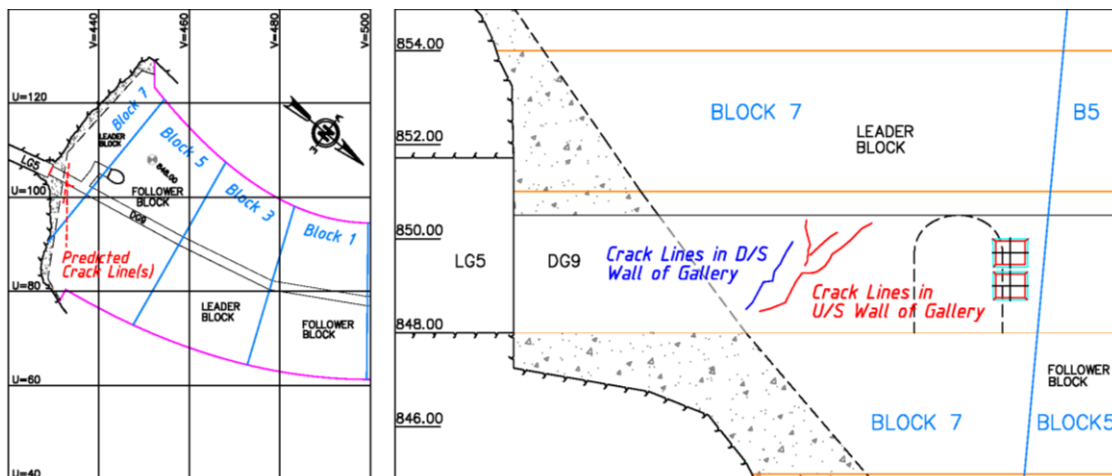 V=440
V=460
V=480
V=500
U=120
Block 7
LEADER
BLOCK
Block 5
848.00
LG5
U=100
FOLLOWER
BLOCK
Block 3
DG9
Block 1
Predicted
Crack Line(s)
U=80
LEADER
BLOCK
FOLLOWER
BLOCK
U=60
U=40
N
854.00
BLOCK 7
B5
LEADER
BLOCK
852.00
850.00
Crack Lines in D/S
Wall of Gallery
LG5
DG9
Crack Lines in
U/S Wall of Gallery
848.00
FOLLOWER
BLOCK
BLOCK 7
BLOCK5
846.00